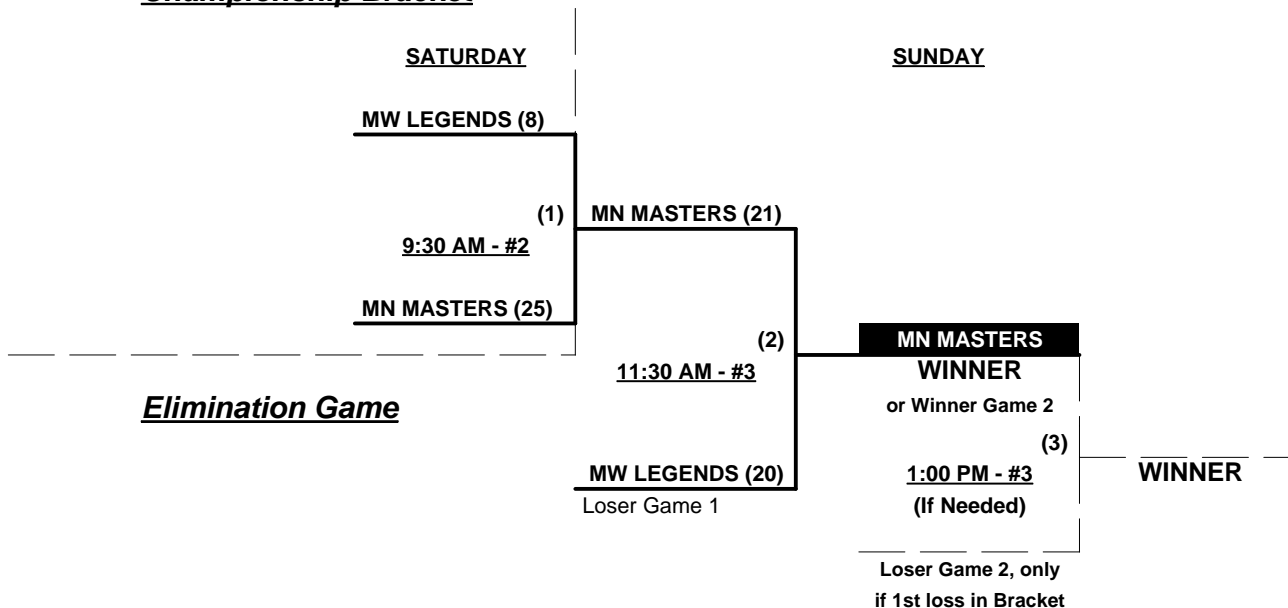 Championship Bracket
SATURDAY
SUNDAY
MW LEGENDS (8)
(1)
MN MASTERS (21)
9:30 AM - #2
MN MASTERS (25)
(2)
MN MASTERS
11:30 AM - #3
WINNER
Elimination Game
or Winner Game 2
(3)
MW LEGENDS (20)
1:00 PM - #3
WINNER
Loser Game 1
(If Needed)
Loser Game 2, only
if 1st loss in Bracket